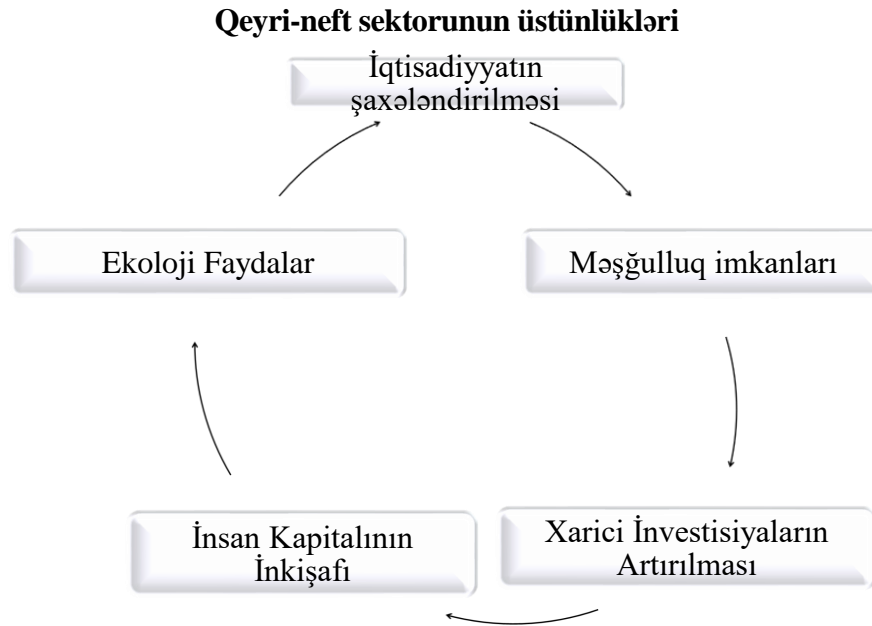 Qeyri-neft sektorunun üstünlükləri
İqtisadiyyatın
şaxələndirilməsi
Məşğulluq imkanları
Xarici İnvestisiyaların
Artırılması
İnsan Kapitalının
İnkişafı
Ekoloji Faydalar